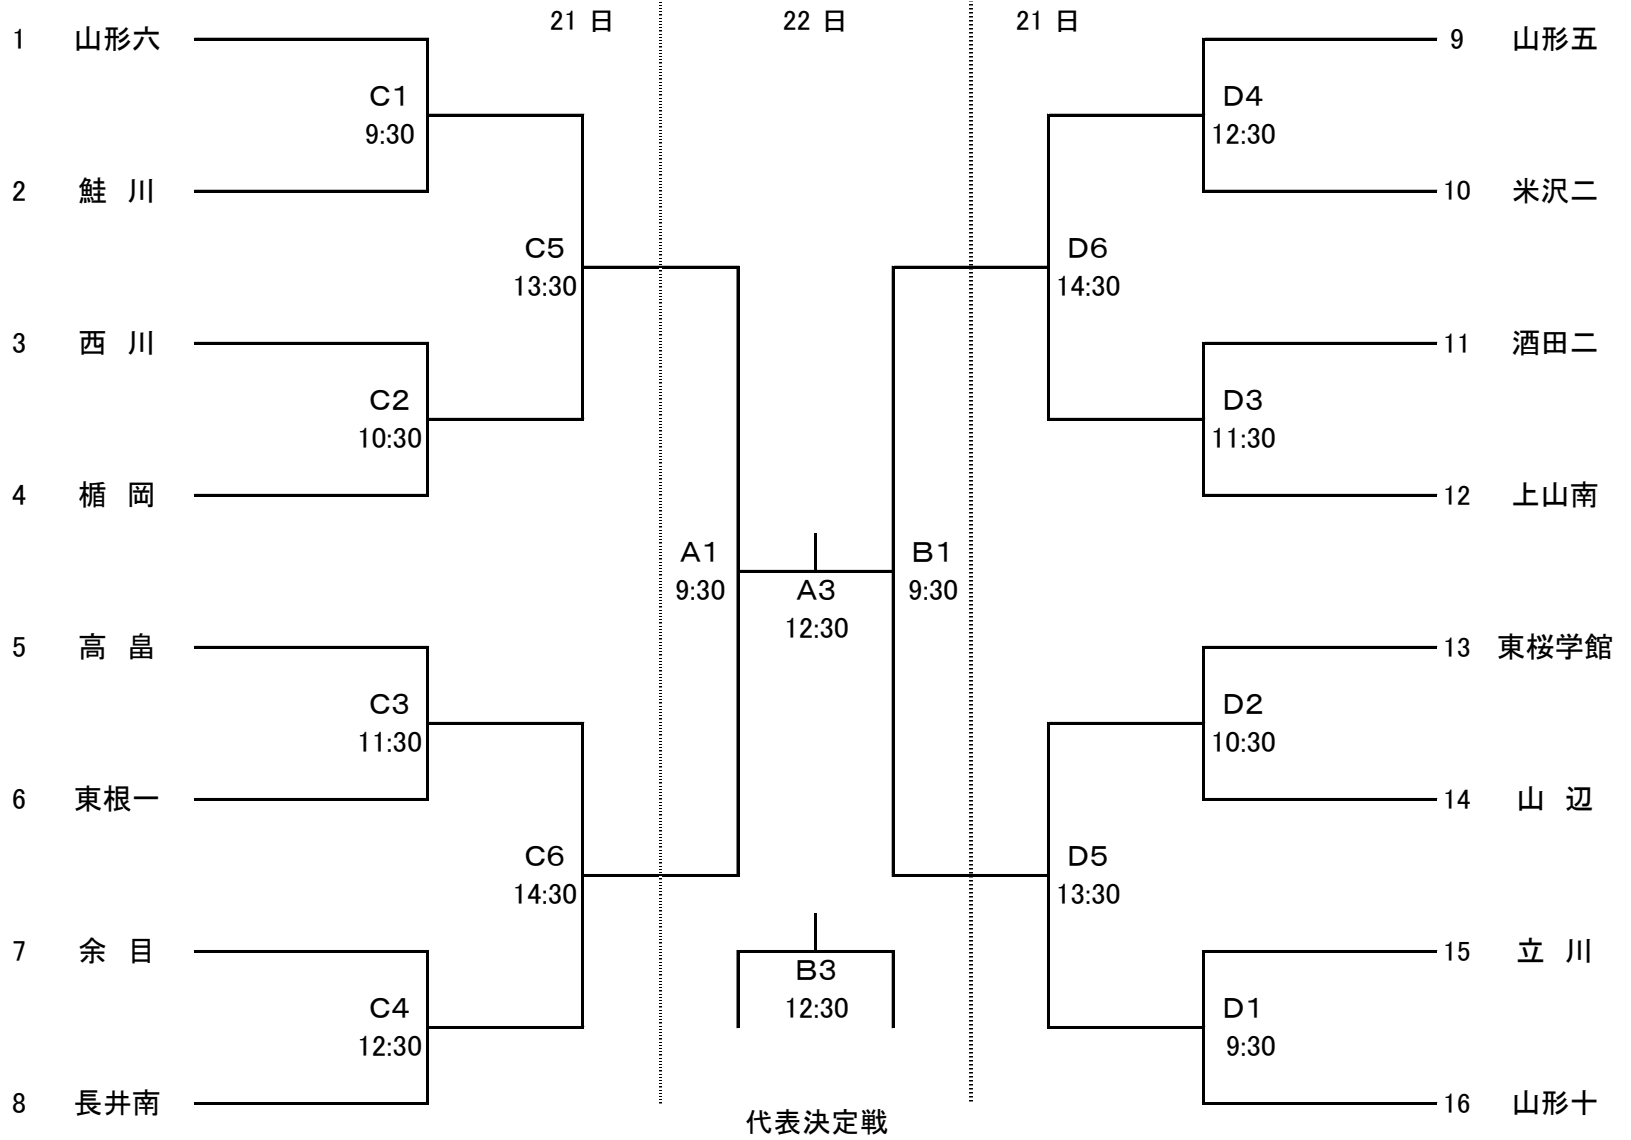 21 日 22 日 21 日
1 山形六
C1
9:30
2 鮭 川
C5
13:30
3 西 川
C2
10:30
4 楯 岡
A1
9:30
5 高 畠
C3
11:30
6 東根一
C6
14:30
7 余 目
C4
12:30
8 長井南
A3
12:30
B3
12:30
代表決定戦
9 山形五
D4
12:30
10 米沢二
D6
14:30
11 酒田二
D3
11:30
12 上山南
B1
9:30
13 東桜学館
D2
10:30
14 山 辺
D5
13:30
15 立 川
D1
9:30
16 山形十